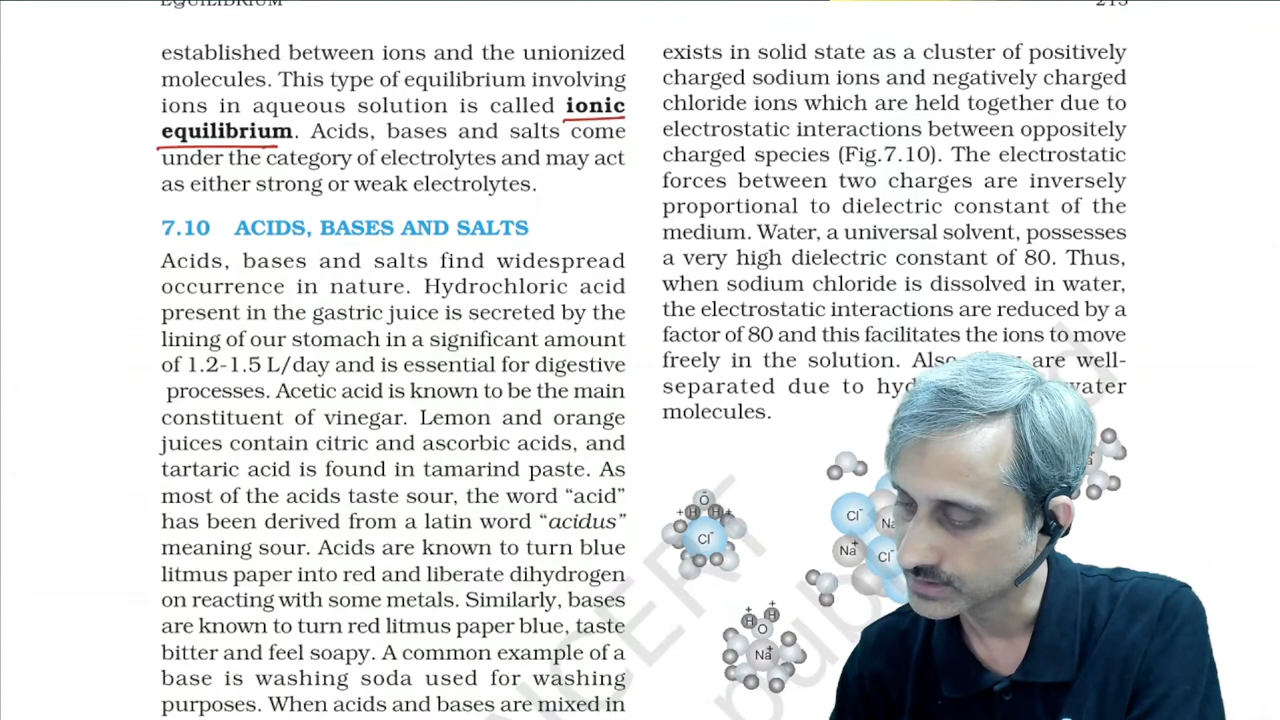 EQUILIBRIUM
213
established between ions and the unionized
molecules. This type of equilibrium involving
ions in aqueous solution is called ionic
equilibrium. Acids, bases and salts come
under the category of electrolytes and may act
as either strong or weak electrolytes.
7.10 ACIDS, BASES AND SALTS
Acids, bases and salts find widespread
occurrence in nature. Hydrochloric acid
present in the gastric juice is secreted by the
lining of our stomach in a significant amount
of 1.2-1.5 L/day and is essential for digestive
processes. Acetic acid is known to be the main
constituent of vinegar. Lemon and orange
juices contain citric and ascorbic acids, and
tartaric acid is found in tamarind paste. As
most of the acids taste sour, the word “acid”
has been derived from a latin word “acidus”
meaning sour. Acids are known to turn blue
litmus paper into red and liberate dihydrogen
on reacting with some metals. Similarly, bases
are known to turn red litmus paper blue, taste
bitter and feel soapy. A common example of a
base is washing soda used for washing
purposes. When acids and bases are mixed in
exists in solid state as a cluster of positively
charged sodium ions and negatively charged
chloride ions which are held together due to
electrostatic interactions between oppositely
charged species (Fig.7.10). The electrostatic
forces between two charges are inversely
proportional to dielectric constant of the
medium. Water, a universal solvent, possesses
a very high dielectric constant of 80. Thus,
when sodium chloride is dissolved in water,
the electrostatic interactions are reduced by a
factor of 80 and this facilitates the ions to move
freely in the solution. Also are well-
separated due to water
molecules.
Cl⁻
Cl⁻ Na
Na⁺ Cl⁻
Na⁺
NCERT